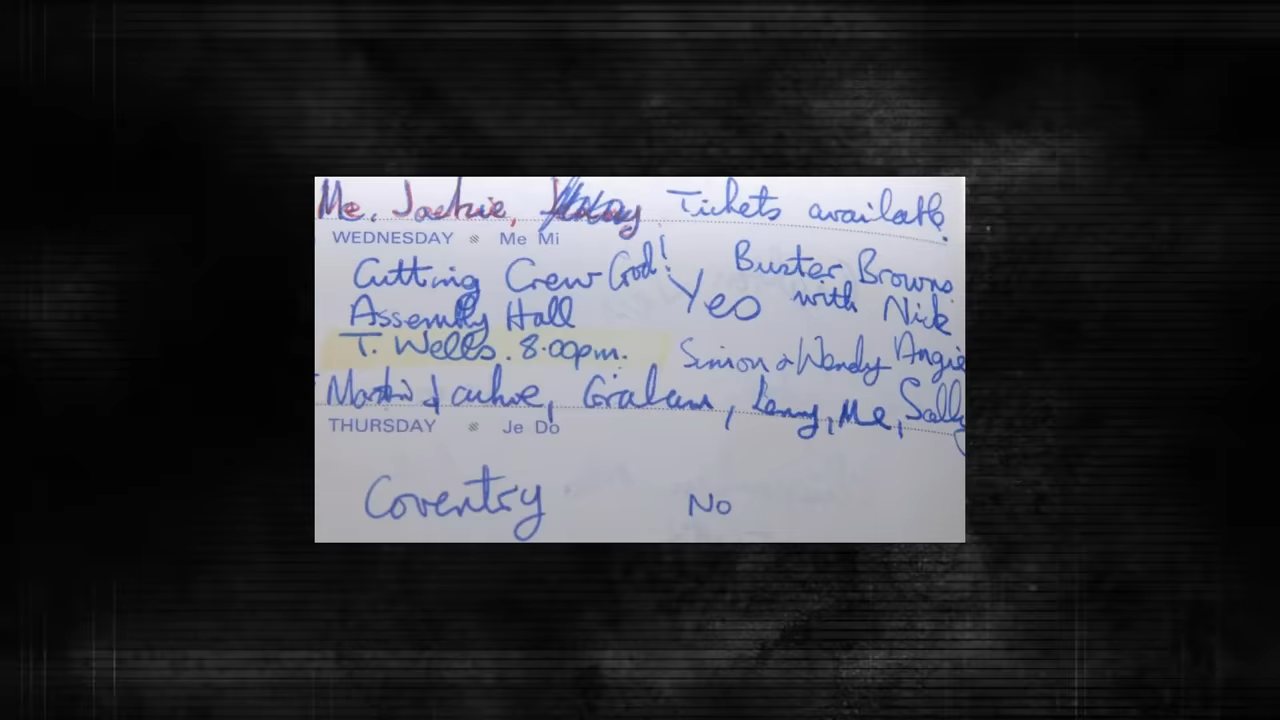 Me, Jackie, Tickets available.
WEDNESDAY Me Mi
Cutting Crew God! Buster Browns
Assembly Hall Yes with Nick
T. Wells. 8.00pm. Simon & Wendy Angie
Martin Jackie, Graham, Lenny, Me, Sally
THURSDAY Je Do
Coventry No